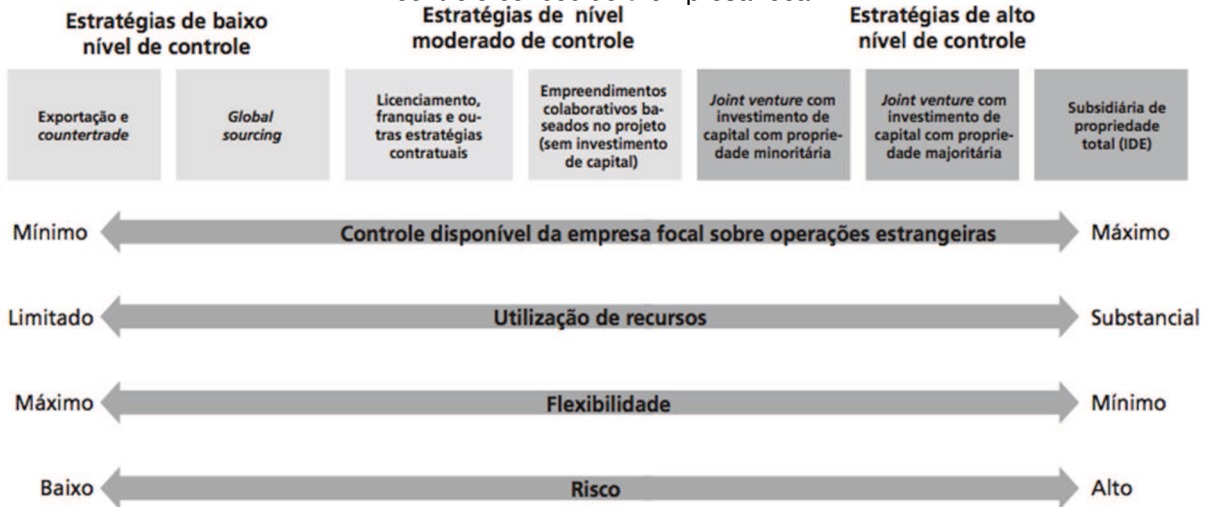 Estratégias de baixo
nível de controle
Estratégias de nível
moderado de controle
Estratégias de alto
nível de controle
Exportação e
countertrade
Global
sourcing
Licenciamento,
franquias e ou-
tras estratégias
contratuais
Empreendimentos
colaborativos ba-
seados no projeto
(sem investimento
de capital)
Joint venture com
investimento de
capital com proprie-
dade minoritária
Joint venture com
investimento de
capital com proprie-
dade majoritária
Subsidiária de
propriedade
total (IDE)
Mínimo
Controle disponível da empresa focal sobre operações estrangeiras
Máximo
Limitado
Utilização de recursos
Substancial
Máximo
Flexibilidade
Mínimo
Baixo
Risco
Alto